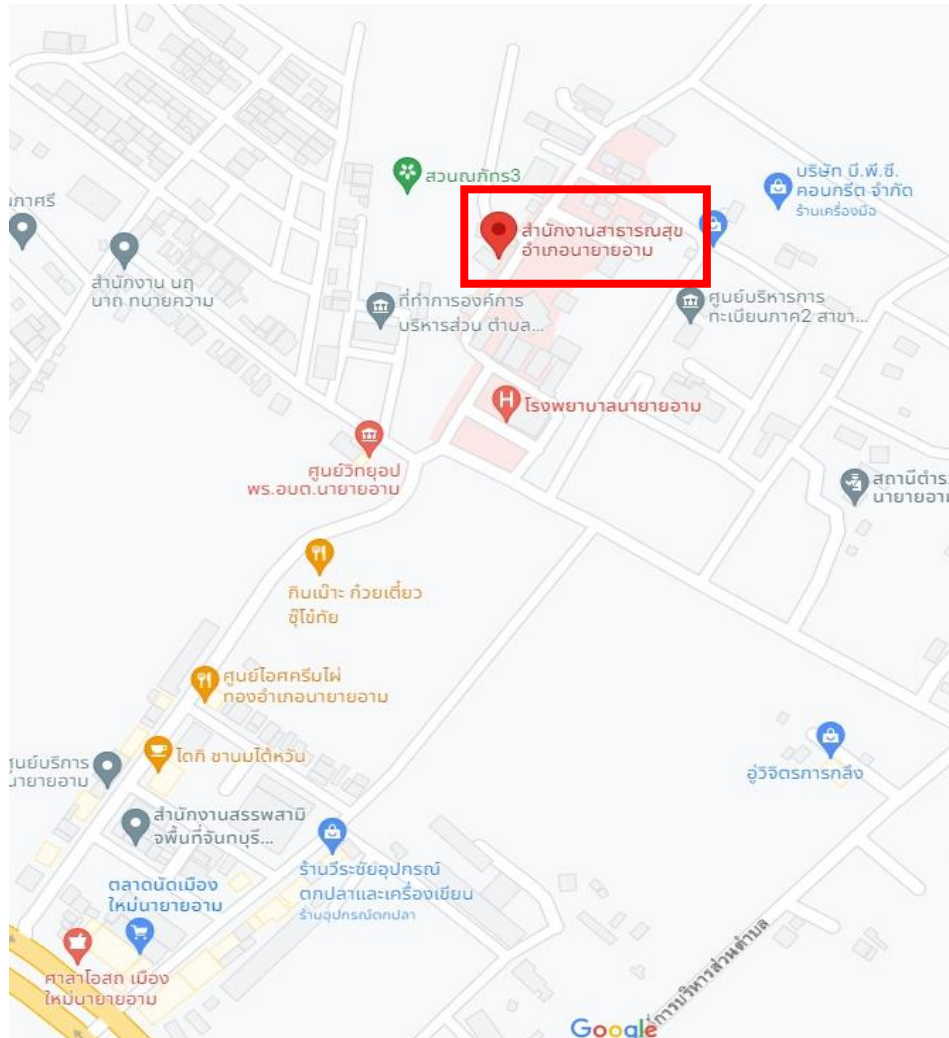 สวนณภัทร3
บริษัท บี.พี.ซี.
คอนกรีต จำกัด
ร้านเครื่องมือ
นภาศรี
สำนักงานสาธารณสุข
อำเภอนายายอาม
สำนักงาน นฤ
นาถ ทนายความ
ที่ทำการองค์การ
บริหารส่วน ตำบล...
ศูนย์บริหารการ
ทะเบียนภาค2 สาขา...
H
โรงพยาบาลนายายอาม
ศูนย์วิทยุอป
พร.อบต.นายายอาม
สถานีตำร
นายายอาม
กินเป๊าะ ก๋วยเตี๋ยว
ซุโขทัย
ศูนย์ไอศครีมไผ่
ทองอำเภอนายายอาม
ศูนย์บริการ
นายายอาม
ไตกิ ชานมไต้หวัน
อู่วิจิตรการกลึง
สำนักงานสรรพสามิ
จพื้นที่จันทบุรี...
ร้านวีระชัยอุปกรณ์
ตกปลาและเครื่องเขียน
ร้านอุปกรณ์ตกปลา
ตลาดนัดเมือง
ใหม่นายายอาม
ศาลาโอสถ เมือง
ใหม่นายายอาม
การบริหารส่วนตำบล
Google